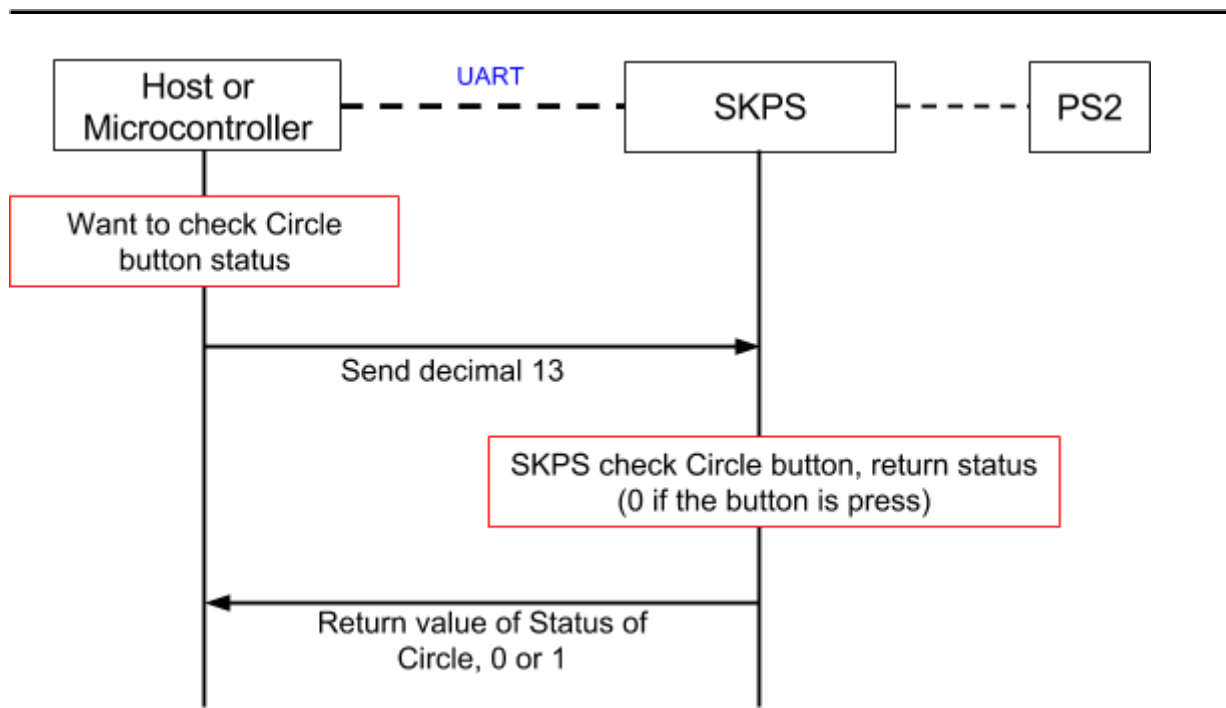 Host or
Microcontroller
UART
SKPS
PS2
Want to check Circle
button status
Send decimal 13
SKPS check Circle button, return status
(0 if the button is press)
Return value of Status of
Circle, 0 or 1